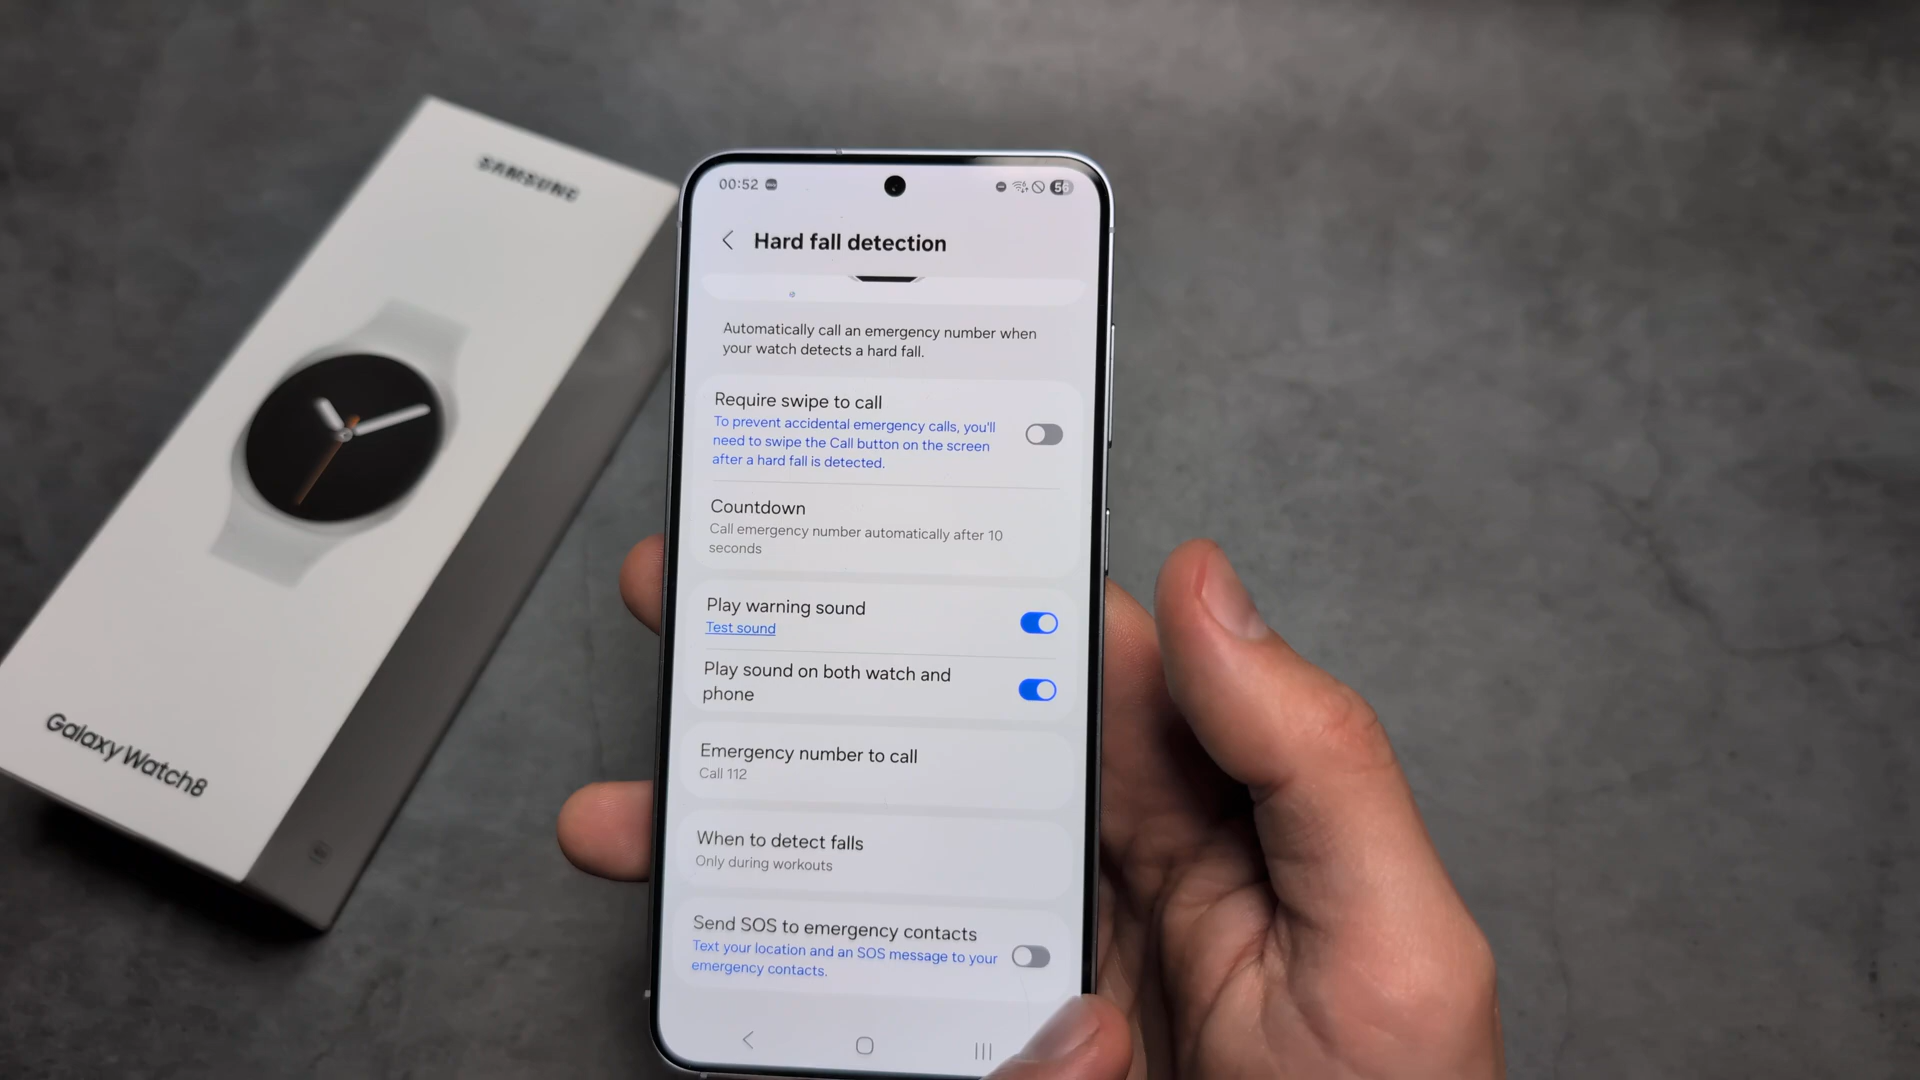 SAMSUNG
Galaxy Watch8
00:52
56
Hard fall detection
Automatically call an emergency number when
your watch detects a hard fall.
Require swipe to call
To prevent accidental emergency calls, you'll
need to swipe the Call button on the screen
after a hard fall is detected.
Countdown
Call emergency number automatically after 10
seconds
Play warning sound
Test sound
Play sound on both watch and
phone
Emergency number to call
Call 112
When to detect falls
Only during workouts
Send SOS to emergency contacts
Text your location and an SOS message to your
emergency contacts.